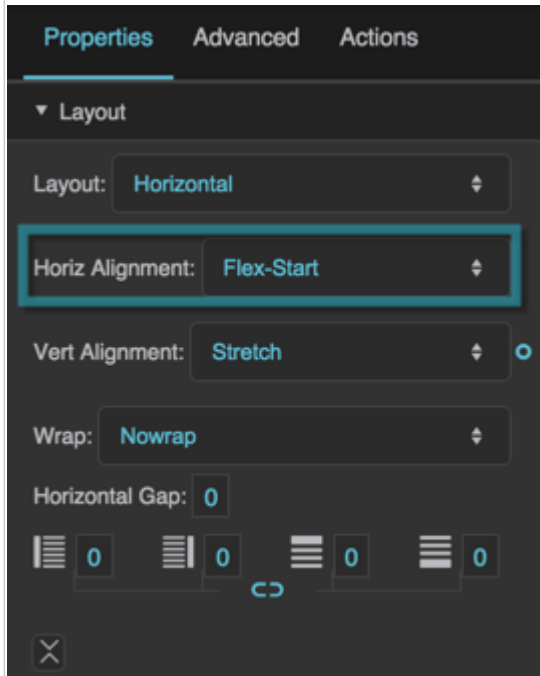 Properties Advanced Actions
Layout
Layout: Horizontal
Horiz Alignment: Flex-Start
Vert Alignment: Stretch
Wrap: Nowrap
Horizontal Gap: 0
0 0 0 0